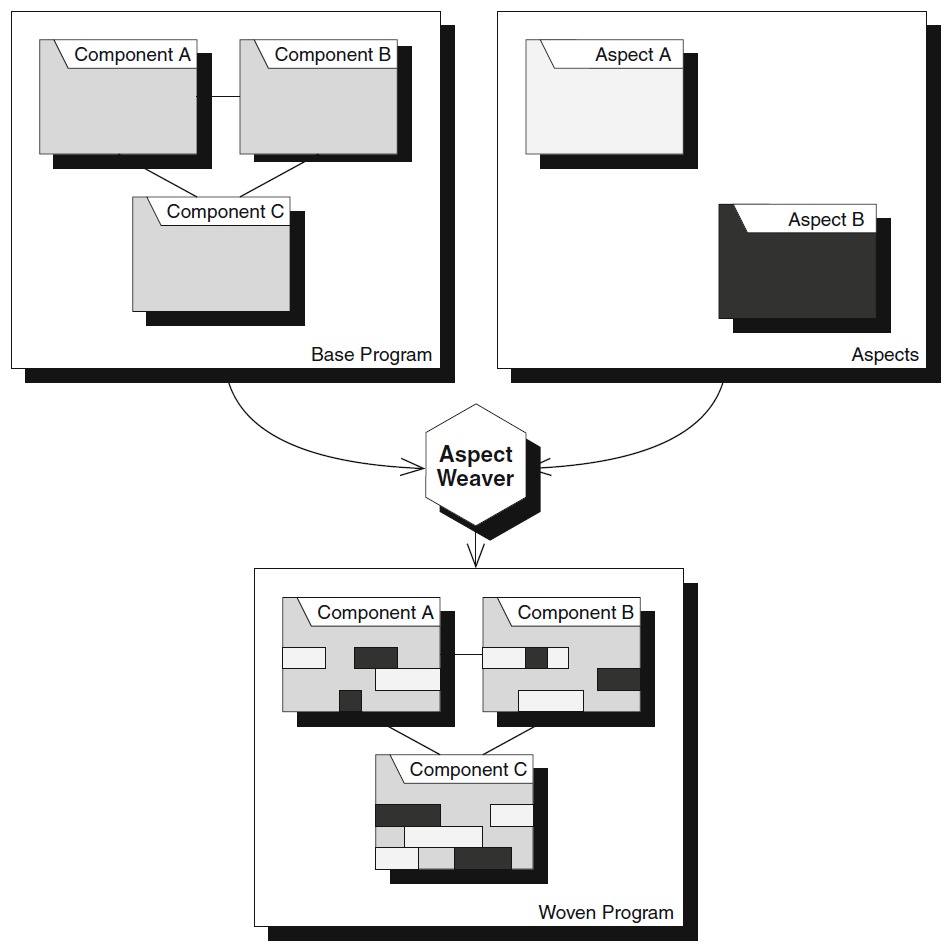 Component A
Component B
Component C
Base Program
Aspect A
Aspect B
Aspects
Aspect
Weaver
Component A
Component B
Component C
Woven Program